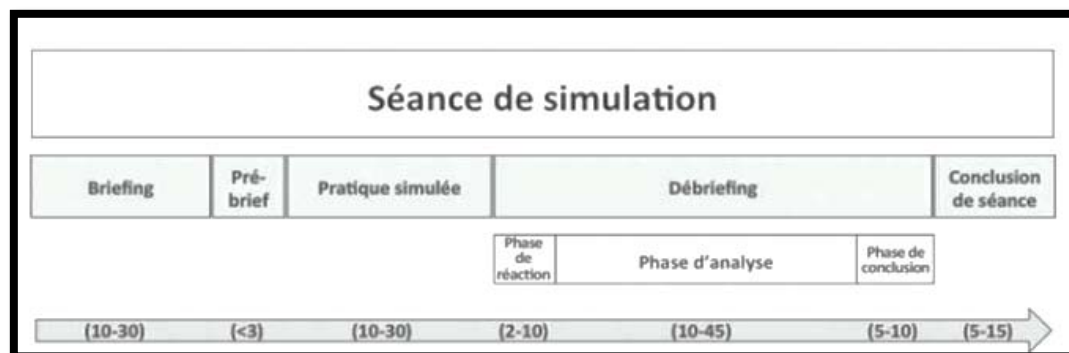 Séance de simulation
Briefing
Pré-
brief
Pratique simulée
Débriefing
Conclusion
de séance
Phase
de
réaction
Phase d'analyse
Phase de
conclusion
(10-30) (<3) (10-30) (2-10) (10-45) (5-10) (5-15)